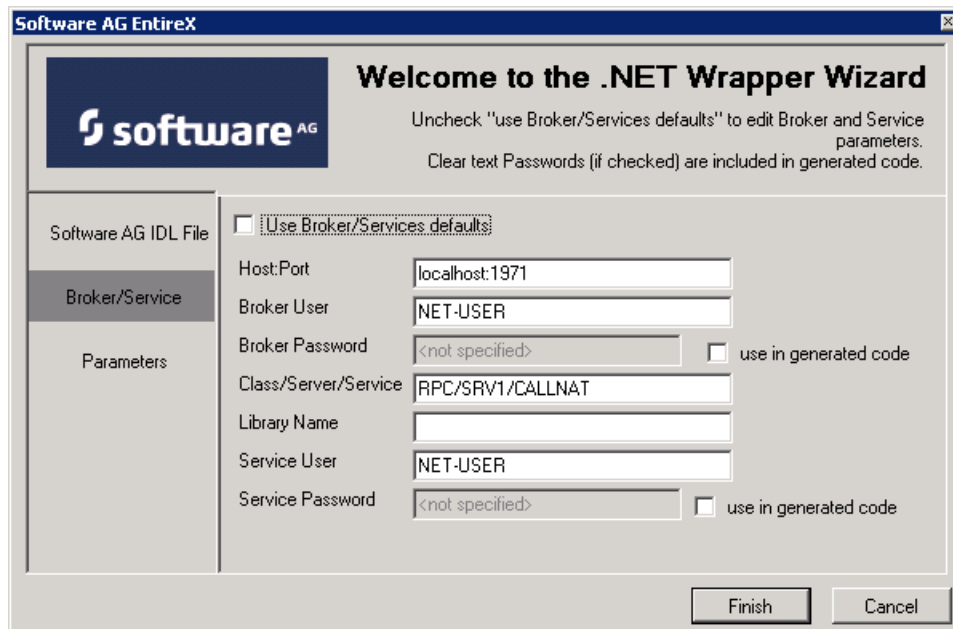 Software AG EntireX
software AG
Welcome to the .NET Wrapper Wizard
Uncheck "use Broker/Services defaults" to edit Broker and Service
parameters.
Clear text Passwords (if checked) are included in generated code.
Software AG IDL File
Broker/Service
Parameters
Use Broker/Services defaults
Host:Port localhost:1971
Broker User NET-USER
Broker Password <not specified> use in generated code
Class/Server/Service RPC/SRV1/CALLNAT
Library Name
Service User NET-USER
Service Password <not specified> use in generated code
Finish Cancel